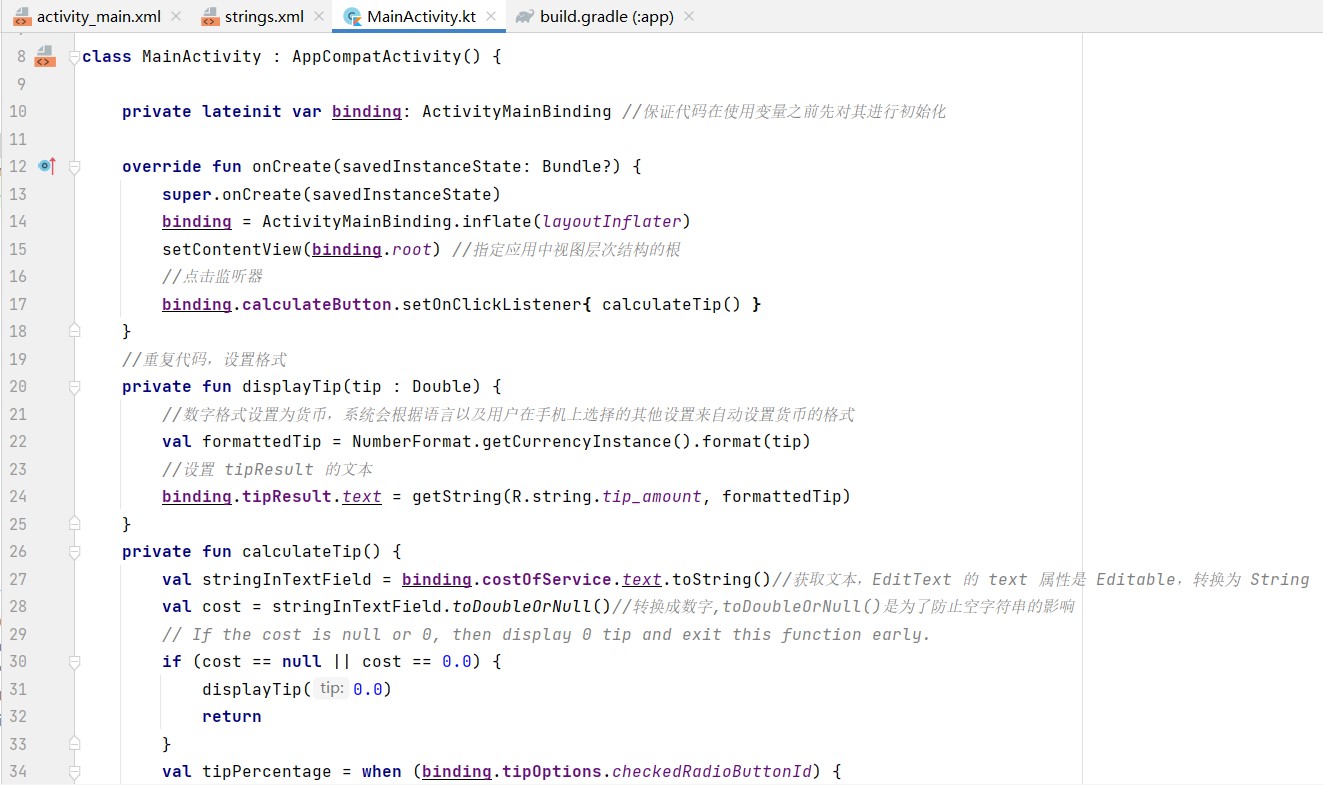 activity_main.xml strings.xml MainActivity.kt build.gradle (:app)
8 class MainActivity : AppCompatActivity() {
9
10 private lateinit var binding: ActivityMainBinding //保证代码在使用变量之前先对其进行初始化
11
12 override fun onCreate(savedInstanceState: Bundle?) {
13 super.onCreate(savedInstanceState)
14 binding = ActivityMainBinding.inflate(layoutInflater)
15 setContentView(binding.root) //指定应用中视图层次结构的根
16 //点击监听器
17 binding.calculateButton.setOnClickListener{ calculateTip() }
18 }
19 //重复代码，设置格式
20 private fun displayTip(tip : Double) {
21 //数字格式设置为货币，系统会根据语言以及用户在手机上选择的其他设置来自动设置货币的格式
22 val formattedTip = NumberFormat.getCurrencyInstance().format(tip)
23 //设置 tipResult 的文本
24 binding.tipResult.text = getString(R.string.tip_amount, formattedTip)
25 }
26 private fun calculateTip() {
27 val stringInTextField = binding.costOfService.text.toString()//获取文本，EditText 的 text 属性是 Editable，转换为 String
28 val cost = stringInTextField.toDoubleOrNull()//转换成数字,toDoubleOrNull()是为了防止空字符串的影响
29 // If the cost is null or 0, then display 0 tip and exit this function early.
30 if (cost == null || cost == 0.0) {
31 displayTip( tip: 0.0)
32 return
33 }
34 val tipPercentage = when (binding.tipOptions.checkedRadioButtonId) {